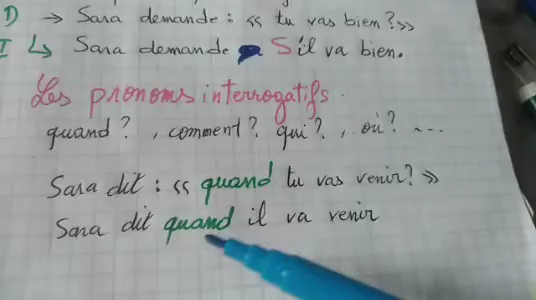 D) → Sara demande : « tu vas bien ? »
I ↳ Sara demande S'il va bien.
Les pronoms interrogatifs.
quand ? , comment ? qui ? , où ? ...
Sara dit : « quand tu vas venir ? »
Sara dit quand il va venir